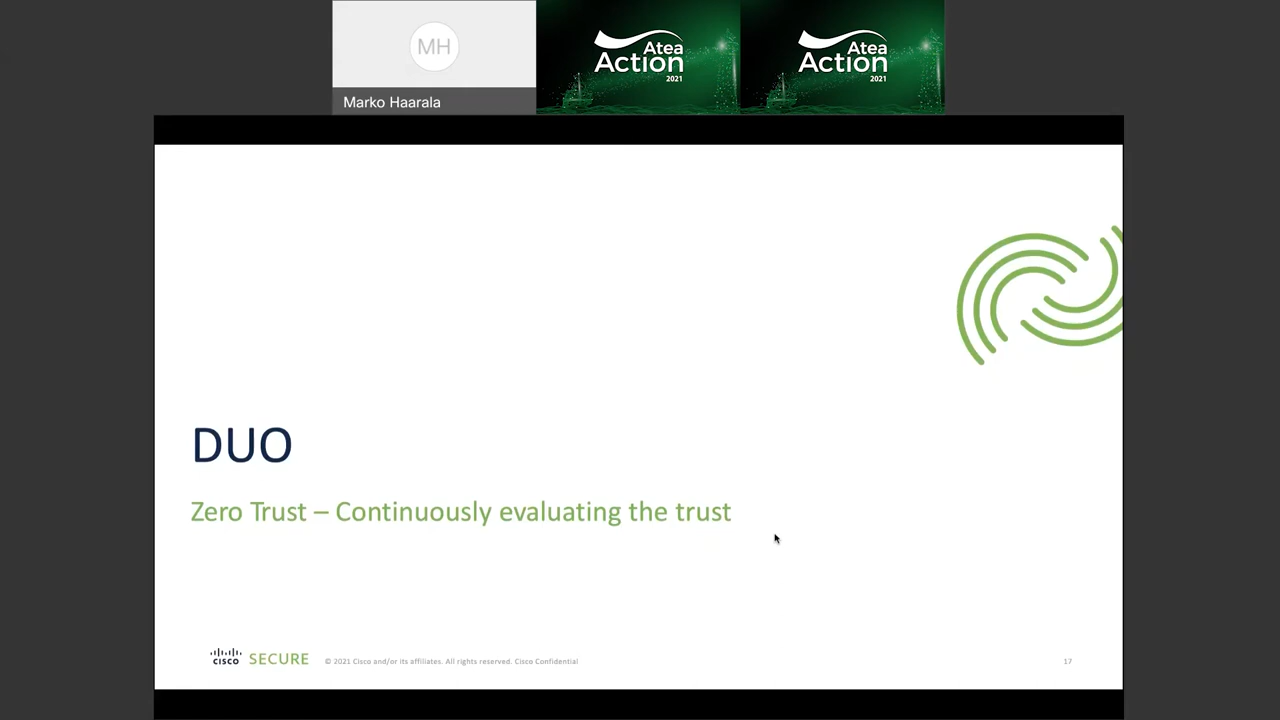 MH
Marko Haarala
Atea
Action
2021
Atea
Action
2021
DUO
Zero Trust – Continuously evaluating the trust
CISCO SECURE © 2021 Cisco and/or its affiliates. All rights reserved. Cisco Confidential 17